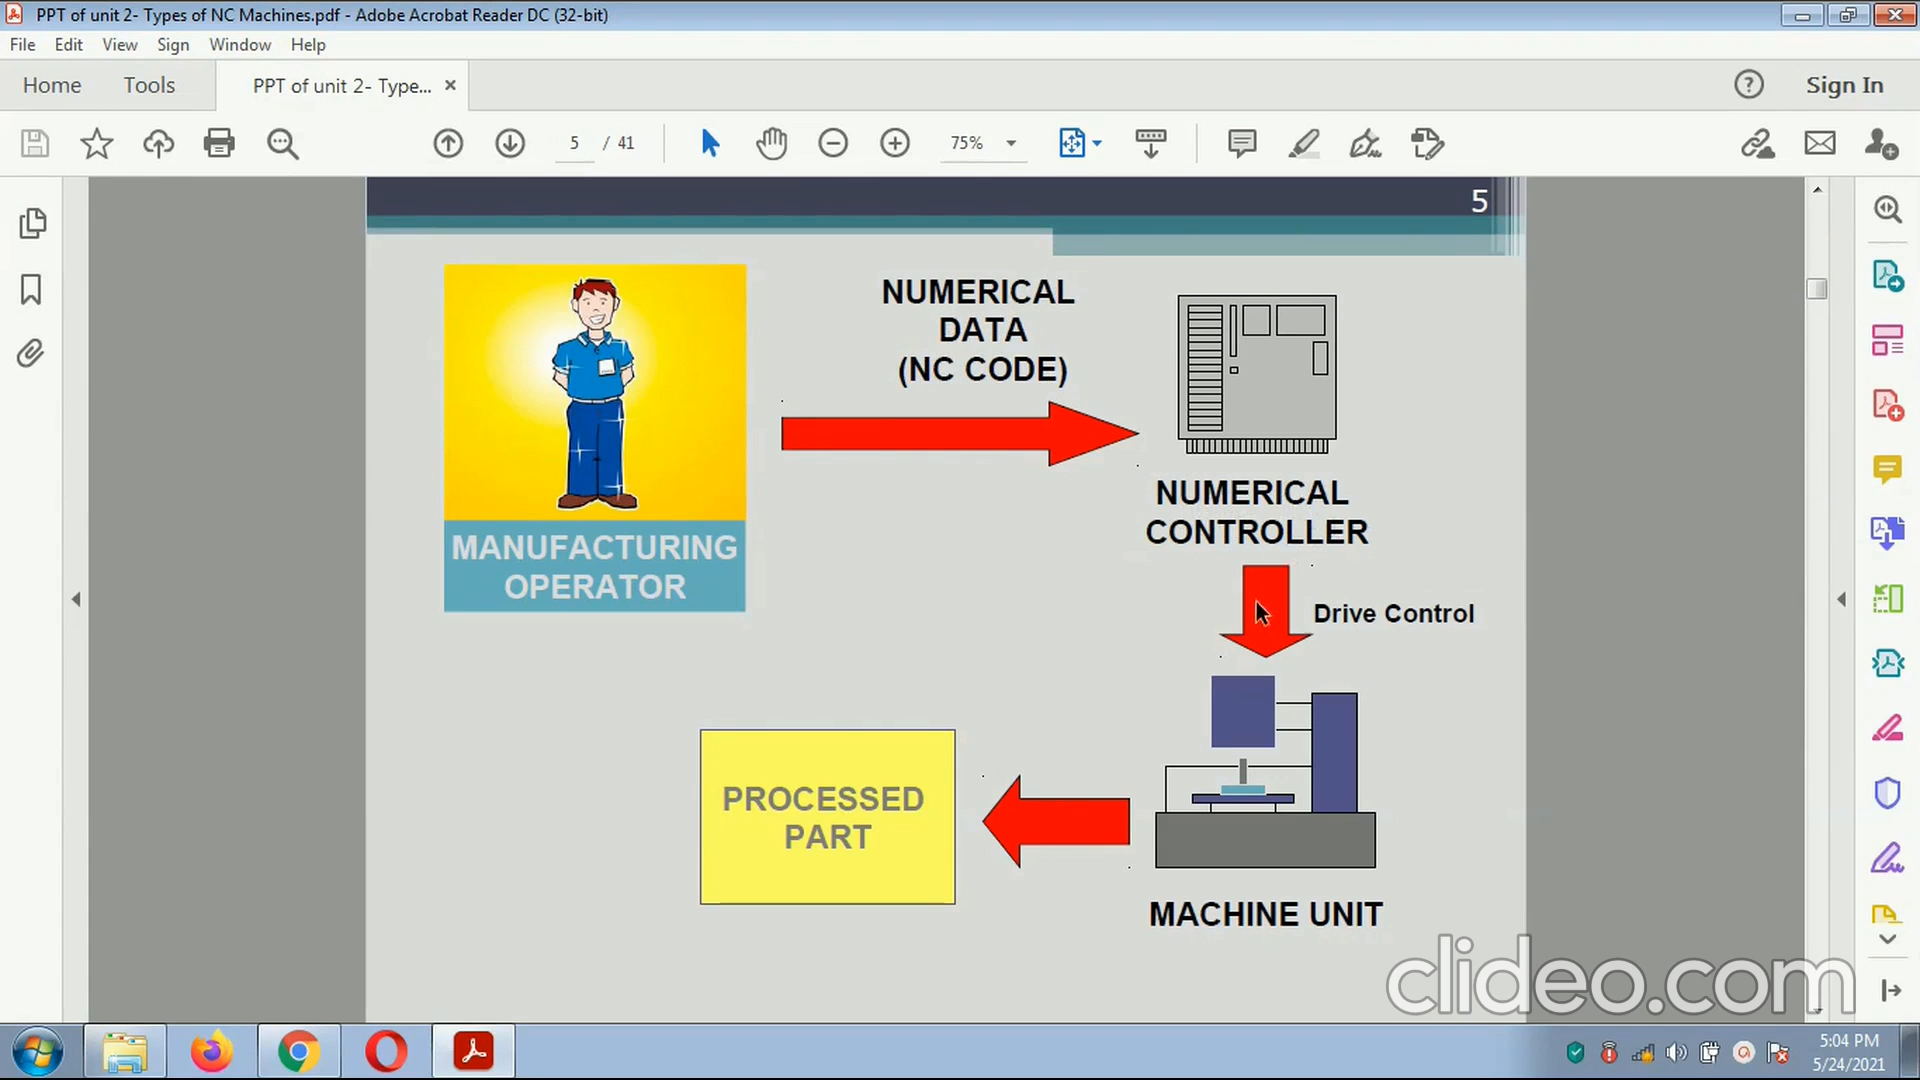 PPT of unit 2- Types of NC Machines.pdf - Adobe Acrobat Reader DC (32-bit)
File Edit View Sign Window Help
Home Tools PPT of unit 2- Type... Sign In
5 / 41 75%
5
NUMERICAL
DATA
(NC CODE)
NUMERICAL
CONTROLLER
MANUFACTURING
OPERATOR
Drive Control
PROCESSED
PART
MACHINE UNIT
clideo.com
5:04 PM
5/24/2021